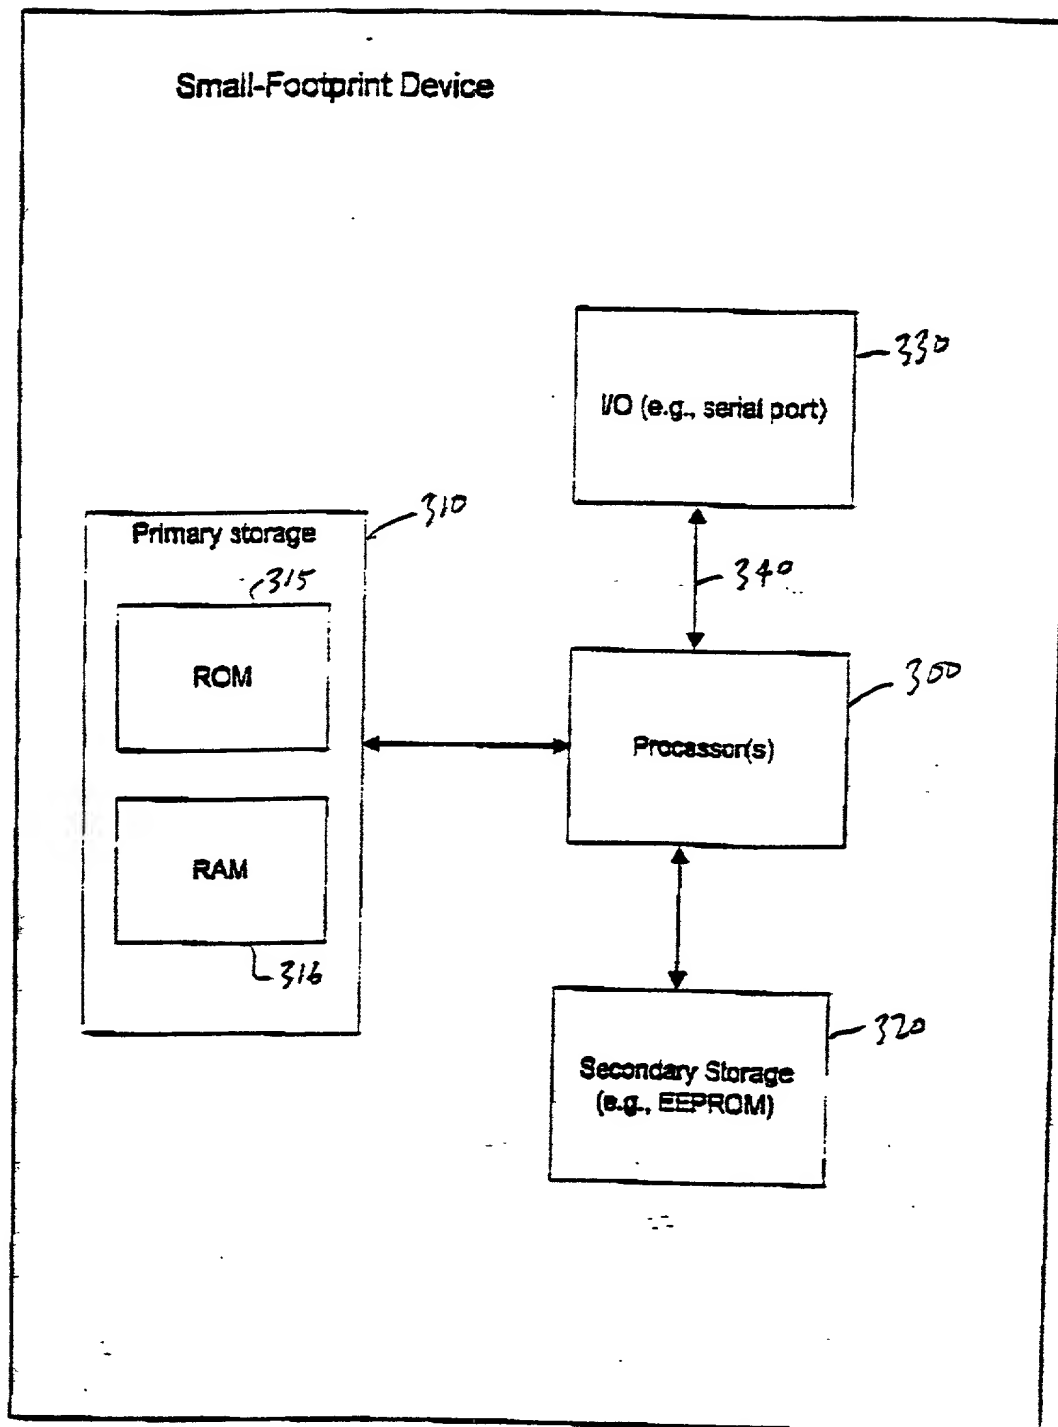 Small-Footprint Device
330
I/O (e.g., serial port)
310
Primary storage
340
315
300
ROM
Processor(s)
RAM
316
320
Secondary Storage
(e.g., EEPROM)